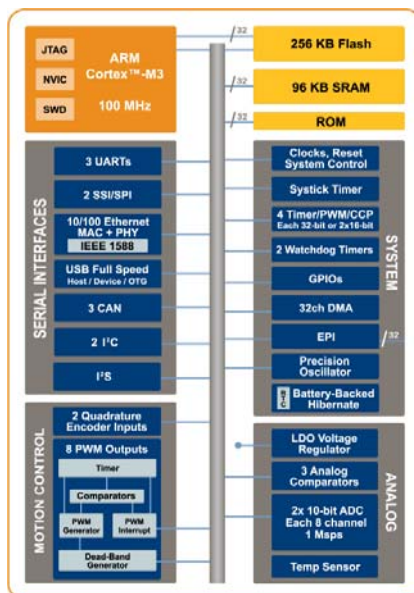 JTAG
NVIC
SWD
ARM
Cortex™-M3
100 MHz
32
256 KB Flash
32
96 KB SRAM
32
ROM
SERIAL INTERFACES
3 UARTs
2 SSI/SPI
10/100 Ethernet
MAC + PHY
IEEE 1588
USB Full Speed
Host / Device / OTG
3 CAN
2 I²C
I²S
SYSTEM
Clocks, Reset
System Control
Systick Timer
4 Timer/PWM/CCP
Each 32-bit or 2x16-bit
2 Watchdog Timers
GPIOs
32ch DMA
EPI
32
Precision
Oscillator
Battery-Backed
Hibernate
MOTION CONTROL
2 Quadrature
Encoder Inputs
8 PWM Outputs
Timer
Comparators
PWM
Generator
PWM
Interrupt
Dead-Band
Generator
ANALOG
LDO Voltage
Regulator
3 Analog
Comparators
2x 10-bit ADC
Each 8 channel
1 Msps
Temp Sensor